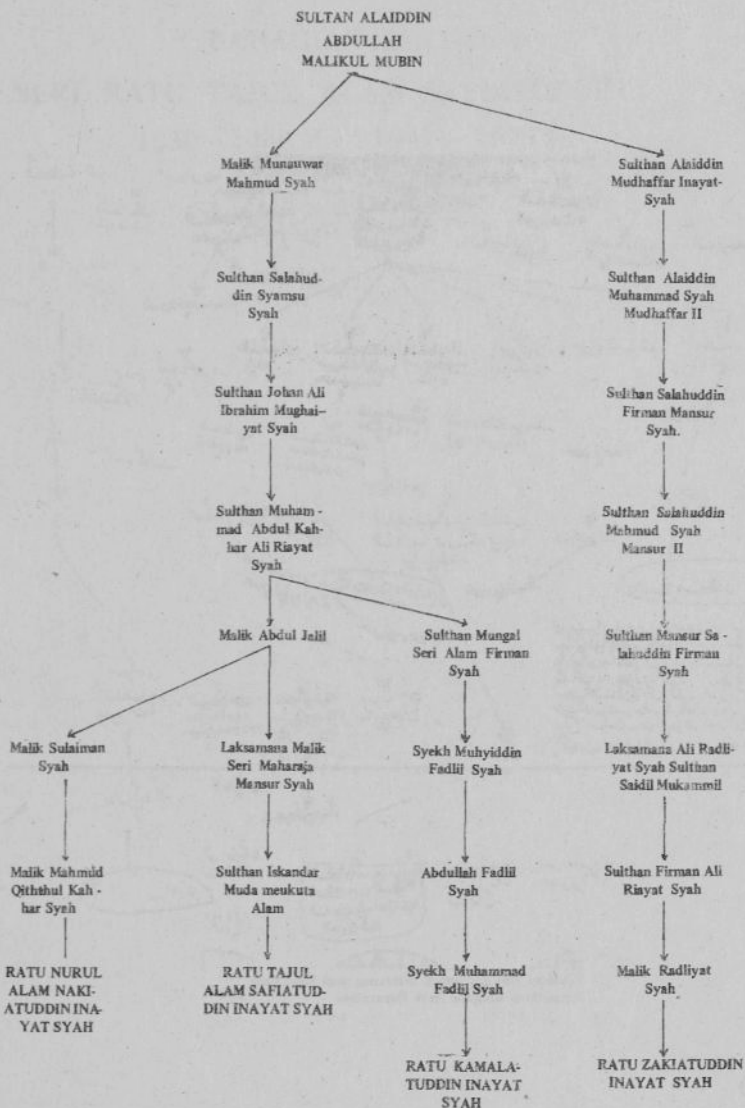 SULTAN ALAIDDIN
ABDULLAH
MALIKUL MUBIN
Malik Munauwar
Mahmud Syah
Sulthan Alaiddin
Mudhaffar Inayat-
Syah
Sulthan Salahud-
din Syamsu
Syah
Sulthan Alaiddin
Muhammad Syah
Mudhaffar II
Sulthan Johan Ali
Ibrahim Mughai-
yat Syah
Sulthan Salahuddin
Firman Mansur
Syah.
Sulthan Muham-
mad Abdul Kah-
har Ali Riayat
Syah
Sulthan Salahuddin
Mahmud Syah
Mansur II
Malik Abdul Jalil
Sulthan Mungal
Seri Alam Firman
Syah
Sulthan Mansur Sa-
lahuddin Firman
Syah
Malik Sulaiman
Syah
Laksamana Malik
Seri Maharaja
Mansur Syah
Syekh Muhyiddin
Fadlil Syah
Laksamana Ali Radli-
yat Syah Sulthan
Saidil Mukammil
Malik Mahmud
Qiththul Kah-
har Syah
Sulthan Iskandar
Muda meukuta
Alam
Abdullah Fadlil
Syah
Sulthan Firman Ali
Riayat Syah
RATU NURUL
ALAM NAKI-
ATUDDIN INA-
YAT SYAH
RATU TAJUL
ALAM SAFIATUD-
DIN INAYAT SYAH
Syekh Muhammad
Fadlil Syah
Malik Radliyat
Syah
RATU KAMALA-
TUDDIN INAYAT
SYAH
RATU ZAKIATUDDIN
INAYAT SYAH